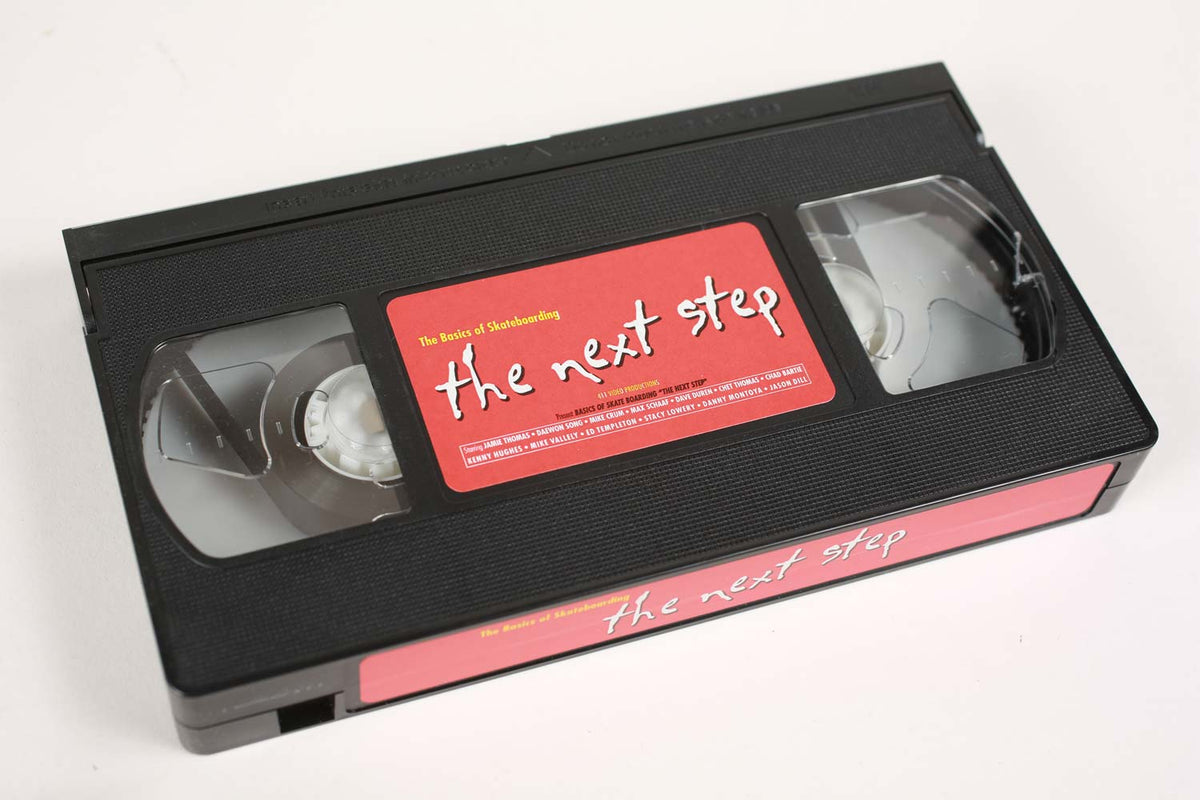 The Basics of Skateboarding
the next step
411 VIDEO PRODUCTIONS
Present BASICS OF SKATE BOARDING "THE NEXT STEP"
Starring JAMIE THOMAS • DAEWON SONG • MIKE CRUM • MAX SCHAAF • DAVE DUREN • CHET THOMAS • CHAD BARTIE
KENNY HUGHES • MIKE VALLELY • ED TEMPLETON • STACY LOWERY • DANNY MONTOYA • JASON DILL
The Basics of Skateboarding
the next step